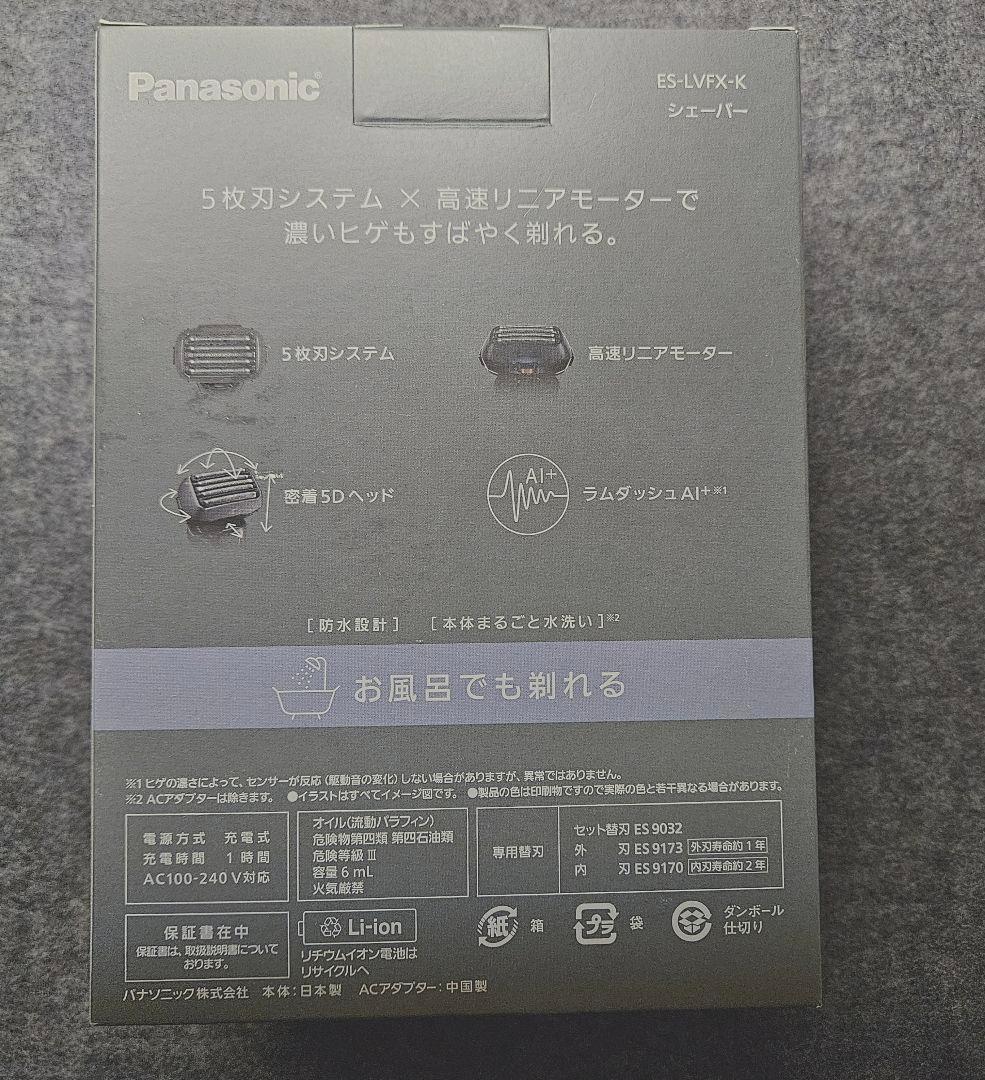 Panasonic®
ES-LVFX-K
シェーバー
5枚刃システム × 高速リニアモーターで
濃いヒゲもすばやく剃れる。
5枚刃システム
高速リニアモーター
密着5Dヘッド
AI+
ラムダッシュAI+※1
[防水設計] [本体まるごと水洗い]※2
お風呂でも剃れる
※1 ヒゲの濃さによって、センサーが反応(駆動音の変化)しない場合がありますが、異常ではありません。
※2 ACアダプターは除きます。 ●イラストはすべてイメージ図です。 ●製品の色は印刷物ですので実際の色と若干異なる場合があります。
電源方式 充電式
充電時間 1時間
AC100-240V対応
オイル(流動パラフィン)
危険物第四類 第四石油類
危険等級Ⅲ
容量6mL
火気厳禁
専用替刃
セット替刃 ES9032
外 刃 ES9173 外刃寿命約1年
内 刃 ES9170 内刃寿命約2年
保証書在中
保証書は、取扱説明書について
おります。
Li-ion
リチウムイオン電池は
リサイクルへ
紙 箱
プラ 袋
ダンボール
仕切り
パナソニック株式会社 本体:日本製 ACアダプター:中国製